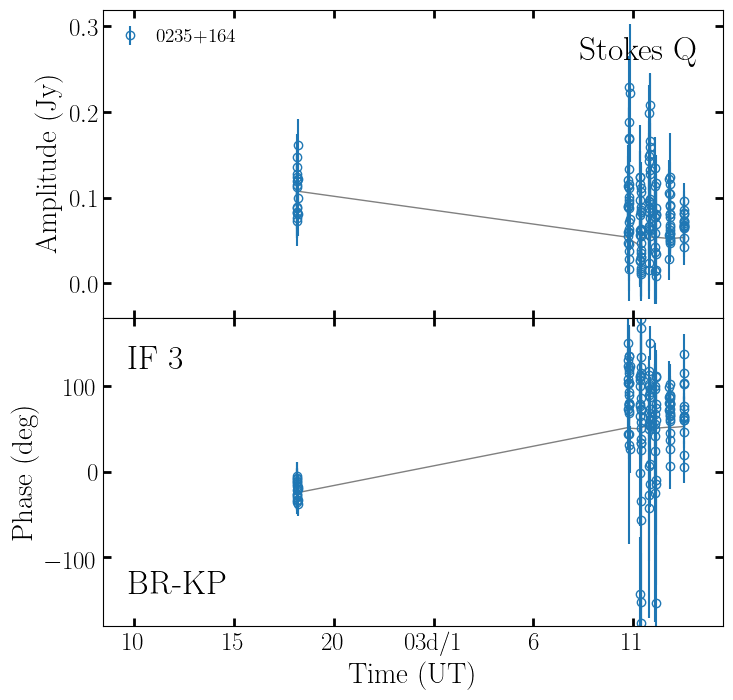 0235+164
Stokes Q
0.3
0.2
0.1
0.0
Amplitude (Jy)
IF 3
100
0
−100
Phase (deg)
BR-KP
10 15 20 03d/1 6 11
Time (UT)